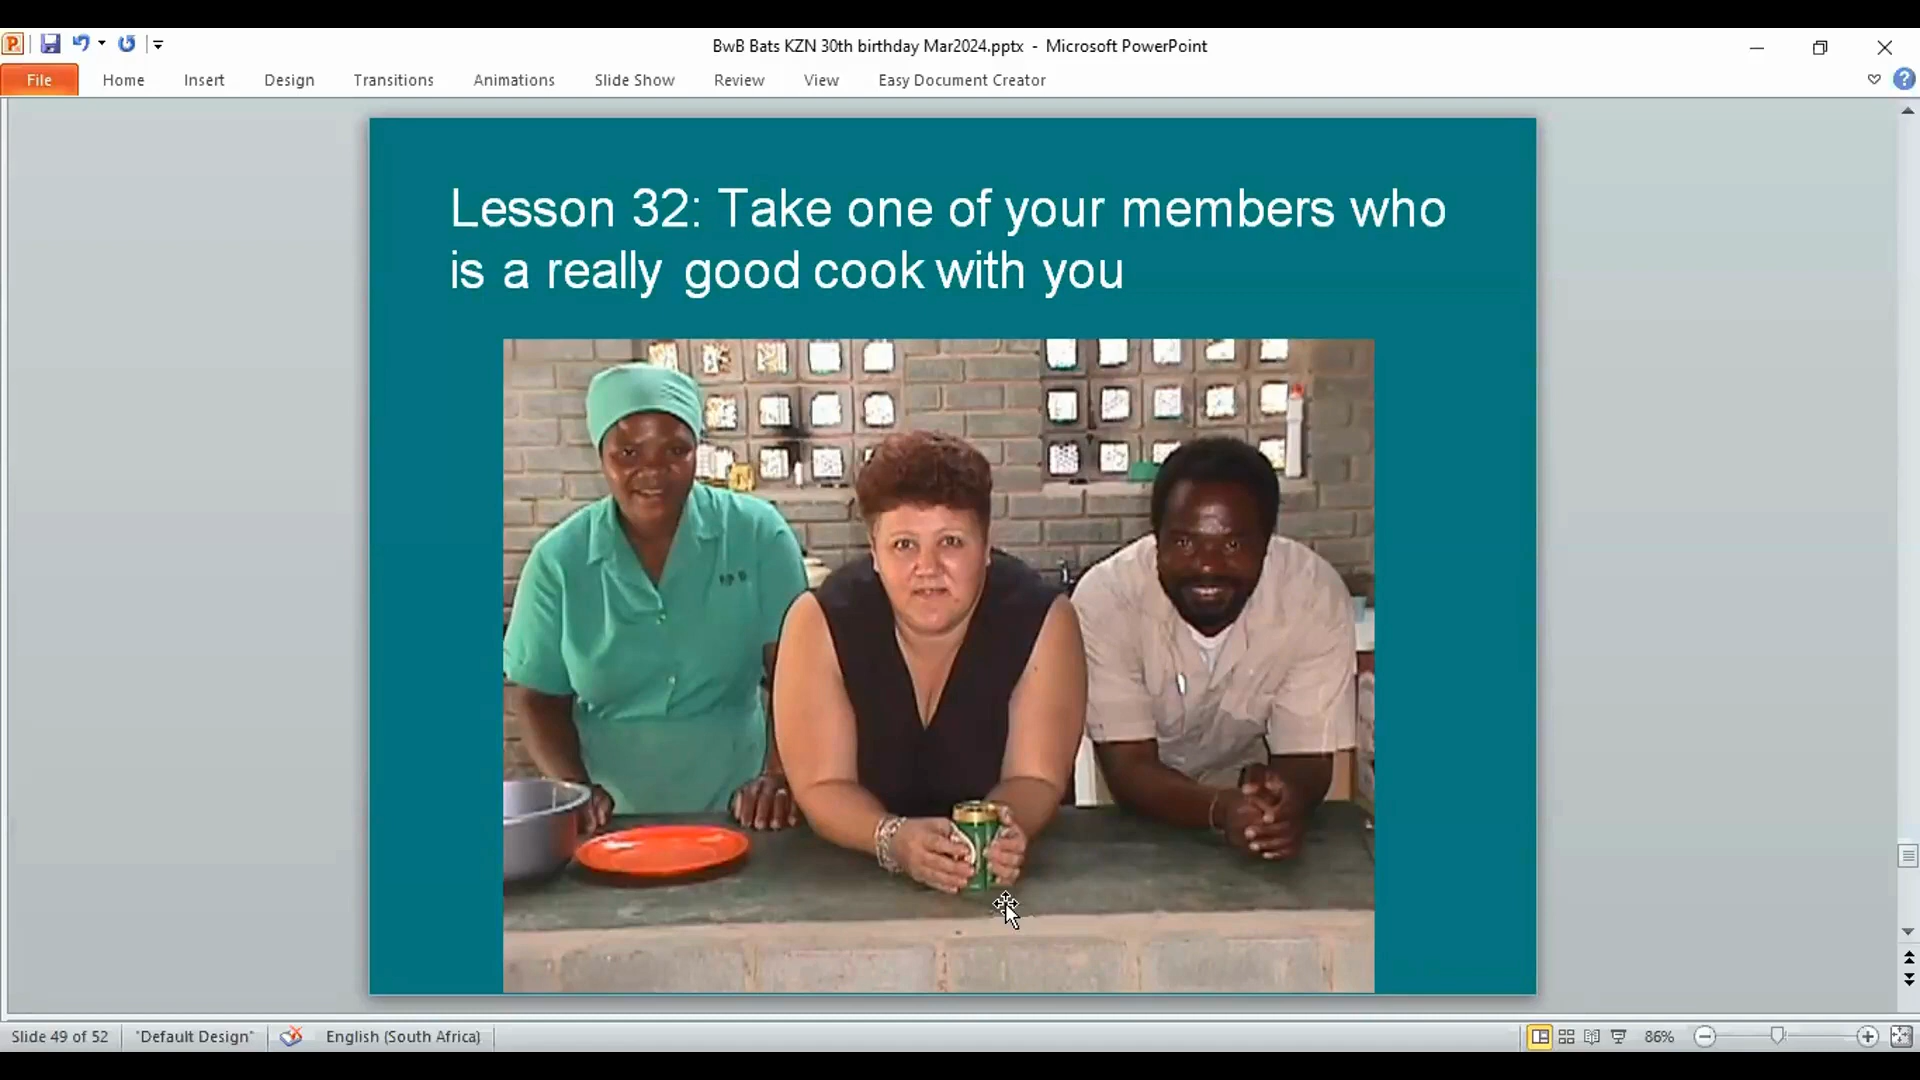 BwB Bats KZN 30th birthday Mar2024.pptx - Microsoft PowerPoint
File Home Insert Design Transitions Animations Slide Show Review View Easy Document Creator
Lesson 32: Take one of your members who
is a really good cook with you
Slide 49 of 52 "Default Design" English (South Africa) 86%